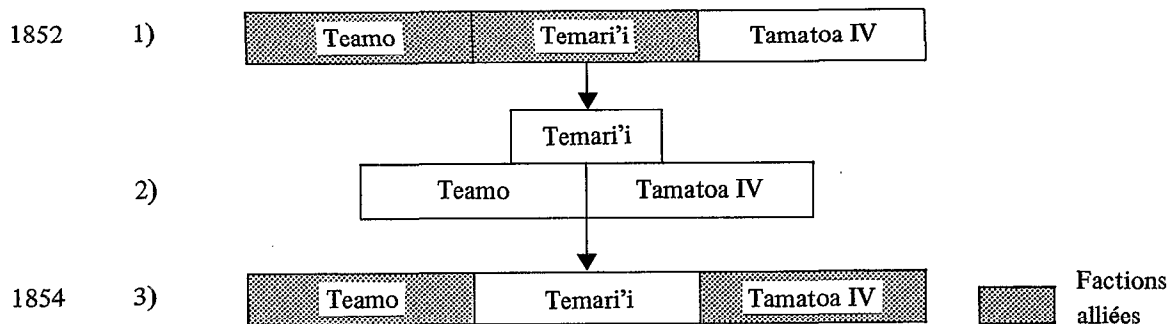 1852 1) Teamo Temari'i Tamatoa IV
Temari'i
2) Teamo Tamatoa IV
1854 3) Teamo Temari'i Tamatoa IV
Factions
alliées